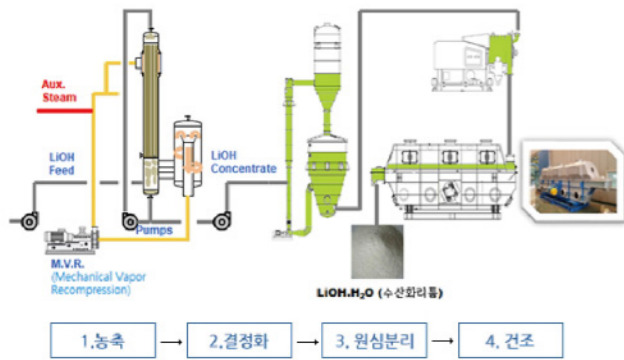 Aux.
Steam
LiOH
Feed
LiOH
Concentrate
Pumps
M.V.R.
(Mechanical Vapor
Recompression)
LiOH.H₂O (수산화리튬)
1.농축
2.결정화
3. 원심분리
4. 건조